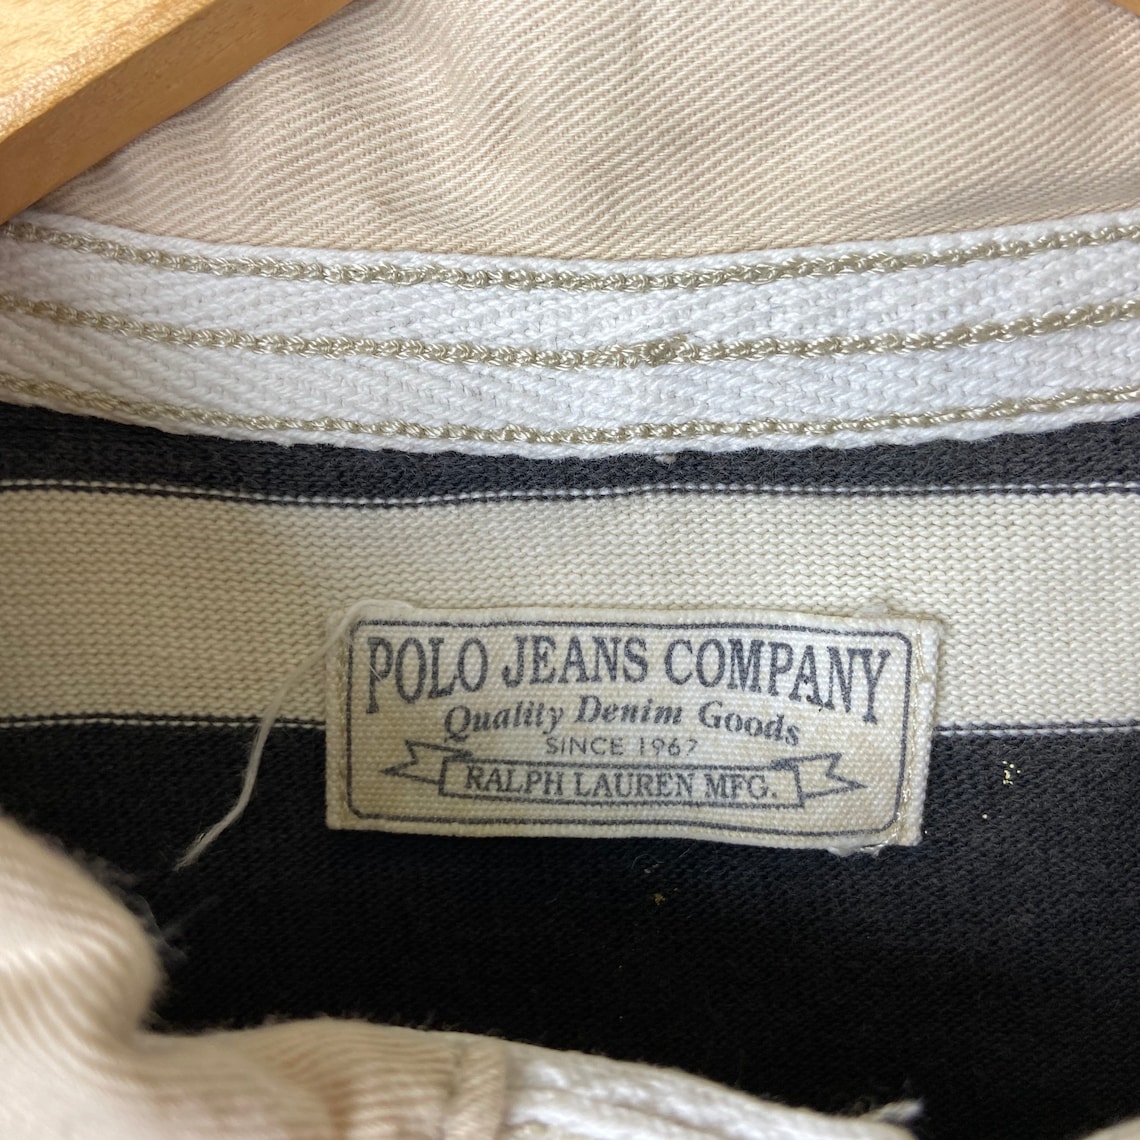 POLO JEANS COMPANY
Quality Denim Goods
SINCE 1967
RALPH LAUREN MFG.